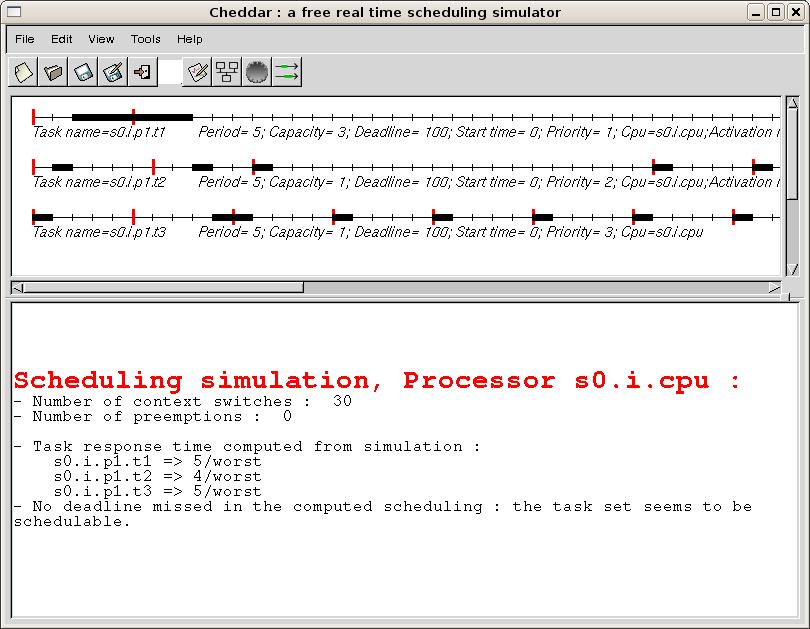 Cheddar : a free real time scheduling simulator
File Edit View Tools Help
Task name=s0.i.p1.t1 Period= 5; Capacity= 3; Deadline= 100; Start time= 0; Priority= 1; Cpu=s0.i.cpu;Activation
Task name=s0.i.p1.t2 Period= 5; Capacity= 1; Deadline= 100; Start time= 0; Priority= 2; Cpu=s0.i.cpu;Activation
Task name=s0.i.p1.t3 Period= 5; Capacity= 1; Deadline= 100; Start time= 0; Priority= 3; Cpu=s0.i.cpu
Scheduling simulation, Processor s0.i.cpu :
- Number of context switches : 30
- Number of preemptions : 0
- Task response time computed from simulation :
s0.i.p1.t1 => 5/worst
s0.i.p1.t2 => 4/worst
s0.i.p1.t3 => 5/worst
- No deadline missed in the computed scheduling : the task set seems to be
schedulable.